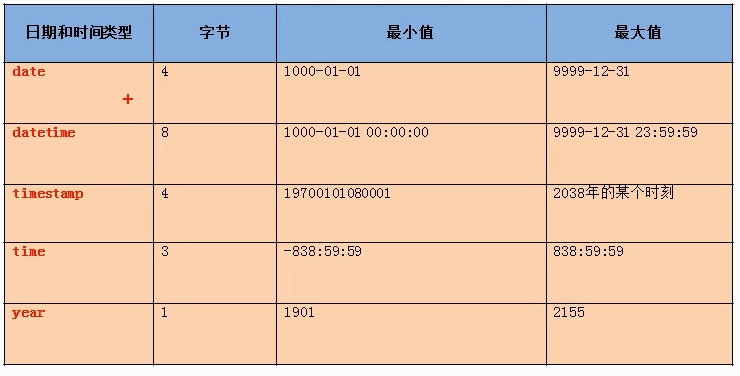 日期和时间类型 字节 最小值 最大值
date 4 1000-01-01 9999-12-31
+
datetime 8 1000-01-01 00:00:00 9999-12-31 23:59:59
timestamp 4 19700101080001 2038年的某个时刻
time 3 -838:59:59 838:59:59
year 1 1901 2155